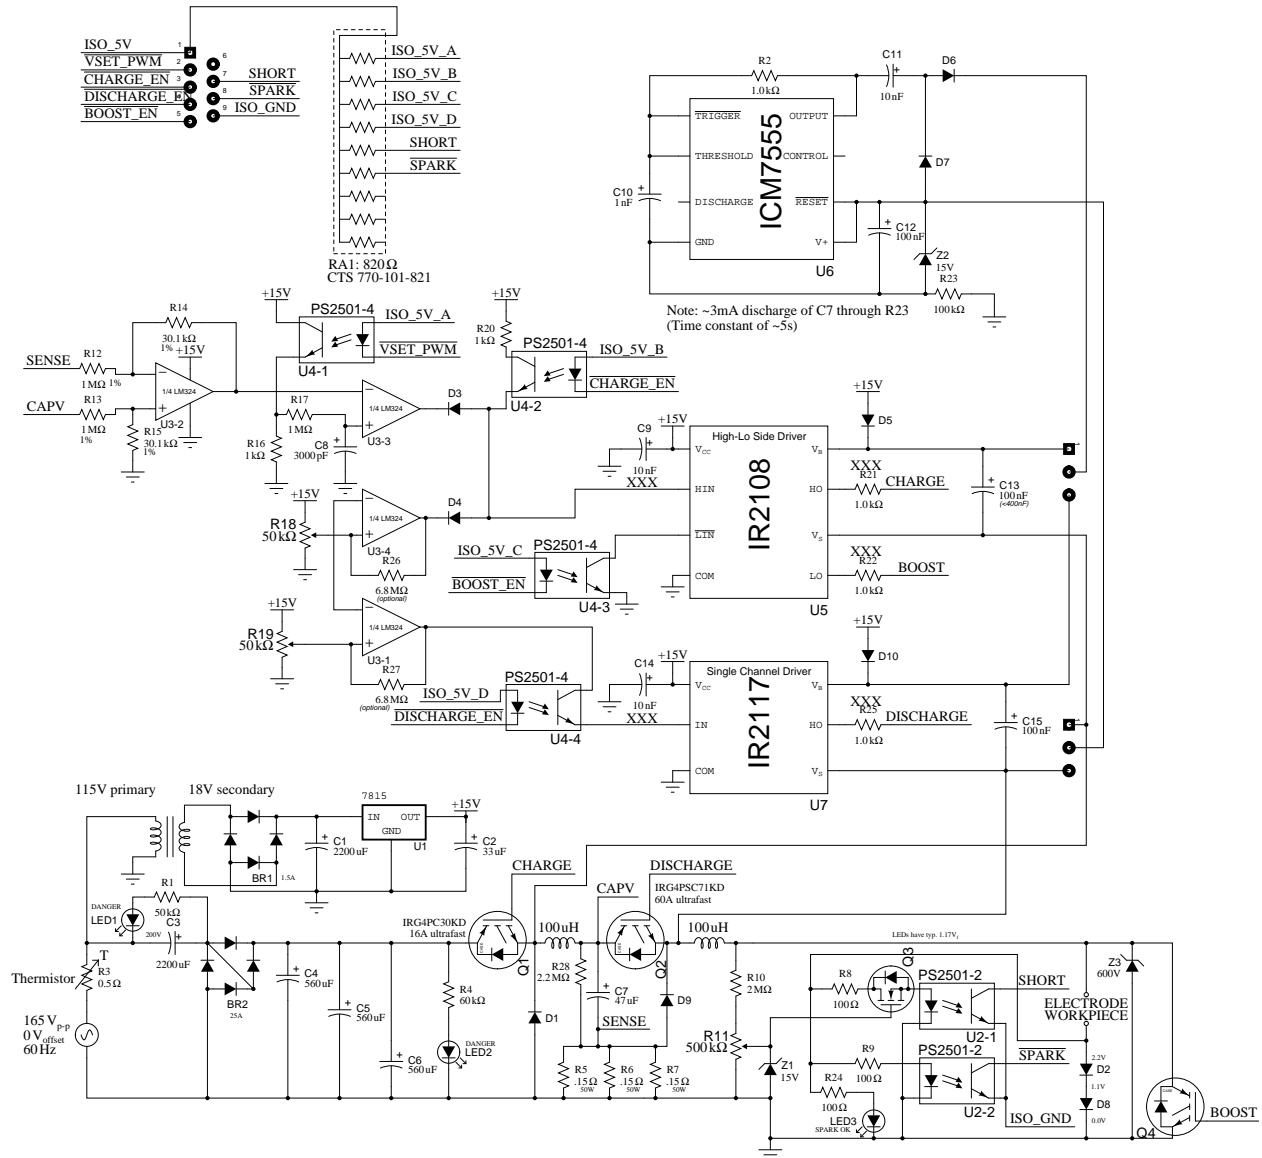 ISO_5V
VSET_PWM
CHARGE_EN
DISCHARGE_EN
BOOST_EN
1
2
3
5
6
7
8
9
SHORT
SPARK
ISO_GND
ISO_5V_A
ISO_5V_B
ISO_5V_C
ISO_5V_D
SHORT
SPARK
RA1: 820Ω
CTS 770-101-821
R2
1.0kΩ
C11
10nF
D6
TRIGGER
OUTPUT
THRESHOLD
CONTROL
DISCHARGE
RESET
GND
V+
ICM7555
U6
C10
1nF
D7
C12
100nF
Z2
15V
R23
100kΩ
Note: ~3mA discharge of C7 through R23
(Time constant of ~5s)
R14
30.1kΩ
1%
+15V
SENSE
R12
1MΩ 1%
CAPV
R13
1MΩ
1%
1/4 LM324
U3-2
R15
30.1kΩ
1%
+15V
PS2501-4
ISO_5V_A
VSET_PWM
U4-1
+15V
R20
1kΩ
PS2501-4
ISO_5V_B
CHARGE_EN
U4-2
R17
1MΩ
R16
1kΩ
C8
3000pF
1/4 LM324
U3-3
D3
+15V
R18
50kΩ
1/4 LM324
U3-4
D4
R26
6.8MΩ
(optional)
ISO_5V_C
BOOST_EN
PS2501-4
U4-3
+15V
R19
50kΩ
1/4 LM324
U3-1
R27
6.8MΩ
(optional)
ISO_5V_D
DISCHARGE_EN
PS2501-4
U4-4
C9
10nF
XXX
+15V
High-Lo Side Driver
VCC
VB
HIN
HO
LIN
VS
COM
LO
IR2108
U5
+15V
D5
XXX
R21
1.0kΩ
CHARGE
XXX
R22
1.0kΩ
BOOST
C13
100nF
(<400nF)
C14
10nF
XXX
+15V
Single Channel Driver
VCC
VB
IN
HO
COM
VS
IR2117
U7
+15V
D10
XXX
R25
1.0kΩ
DISCHARGE
C15
100nF
115V primary
18V secondary
BR1
1.5A
C1
2200uF
7815
IN
OUT
GND
U1
+15V
C2
33uF
R1
50kΩ
DANGER
LED1
200V
C3
2200uF
T
Thermistor
R3
0.5Ω
165Vp-p
0Voffset
60Hz
BR2
25A
C4
560uF
C5
560uF
C6
560uF
R4
60kΩ
DANGER
LED2
CHARGE
IRG4PC30KD
16A ultrafast
Q1
D1
100uH
R28
2.2MΩ
CAPV
C7
47uF
SENSE
DISCHARGE
IRG4PSC71KD
60A ultrafast
Q2
D9
R5
.15Ω
50W
R6
.15Ω
50W
R7
.15Ω
50W
100uH
R10
2MΩ
R11
500kΩ
Z1
15V
LEDs have typ. 1.17Vf
Q3
R8
100Ω
PS2501-2
U2-1
SHORT
R9
100Ω
PS2501-2
U2-2
SPARK
ISO_GND
R24
100Ω
LED3
SPARK OK
Z3
600V
ELECTRODE
WORKPIECE
2.2V
D2
1.1V
D8
0.0V
Q4
BOOST